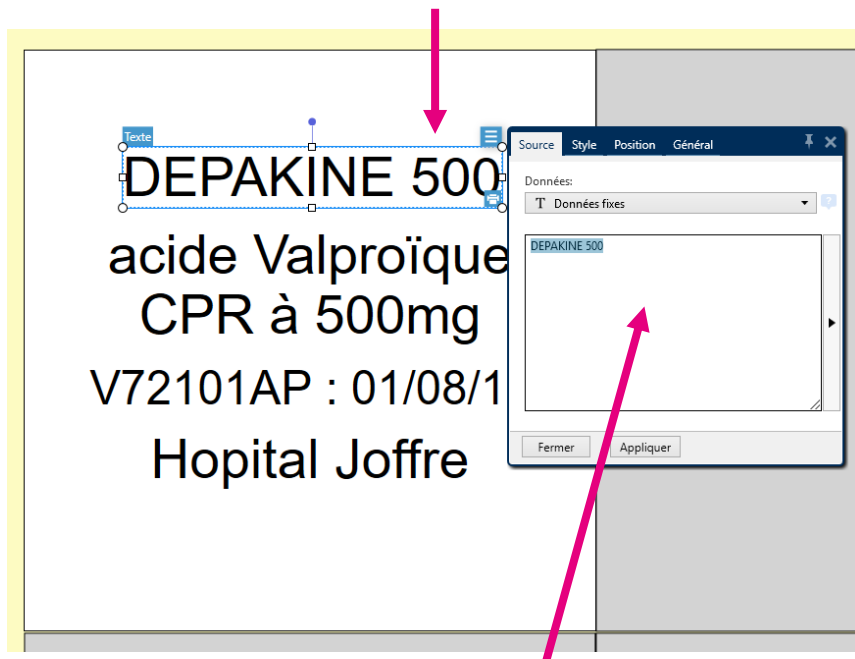 Texte
DEPAKINE 500
acide Valproïque
CPR à 500mg
V72101AP : 01/08/1
Hopital Joffre
Source Style Position Général
Données:
T Données fixes
?
DEPAKINE 500
Fermer Appliquer